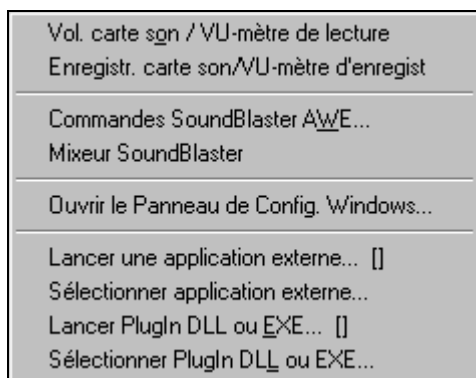 Vol. carte son / VU-mètre de lecture
Enregistr. carte son/VU-mètre d'enregist
Commandes SoundBlaster AWE...
Mixeur SoundBlaster
Ouvrir le Panneau de Config. Windows...
Lancer une application externe... []
Sélectionner application externe...
Lancer PlugIn DLL ou EXE... []
Sélectionner PlugIn DLL ou EXE...